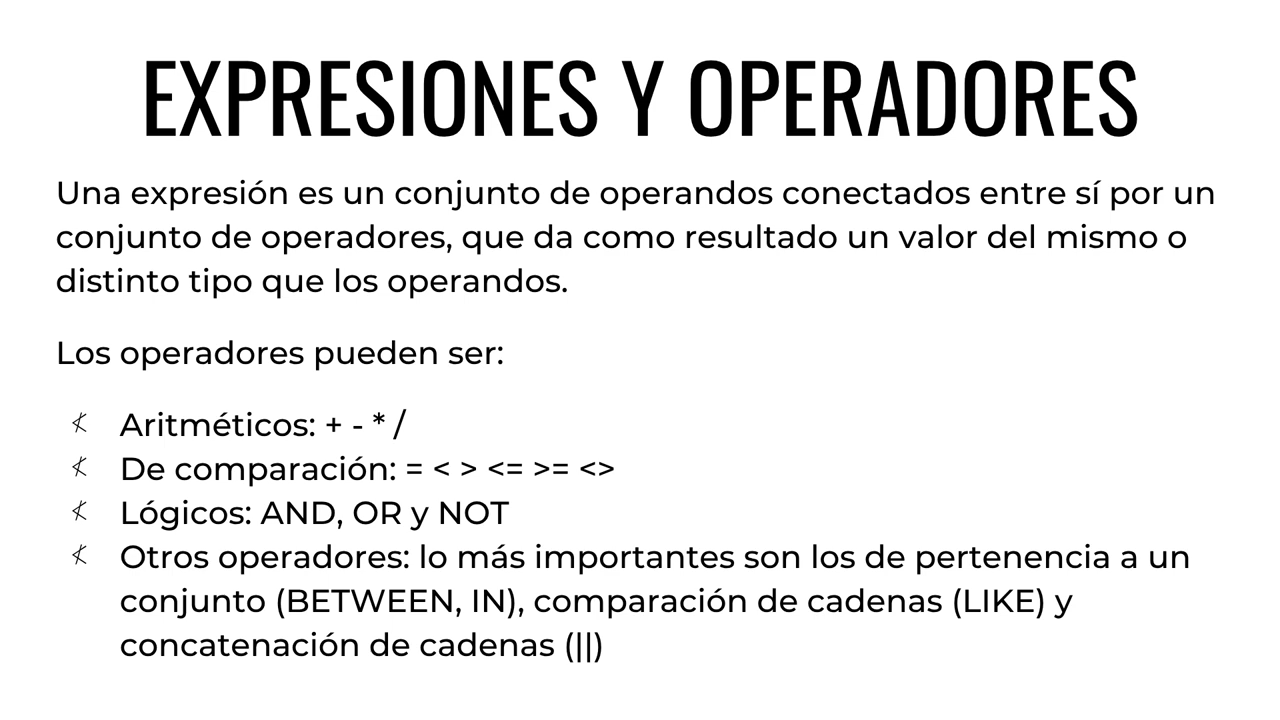 EXPRESIONES Y OPERADORES
Una expresión es un conjunto de operandos conectados entre sí por un
conjunto de operadores, que da como resultado un valor del mismo o
distinto tipo que los operandos.
Los operadores pueden ser:
Aritméticos: + - * /
De comparación: = < > <= >= <>
Lógicos: AND, OR y NOT
Otros operadores: lo más importantes son los de pertenencia a un
conjunto (BETWEEN, IN), comparación de cadenas (LIKE) y
concatenación de cadenas (||)